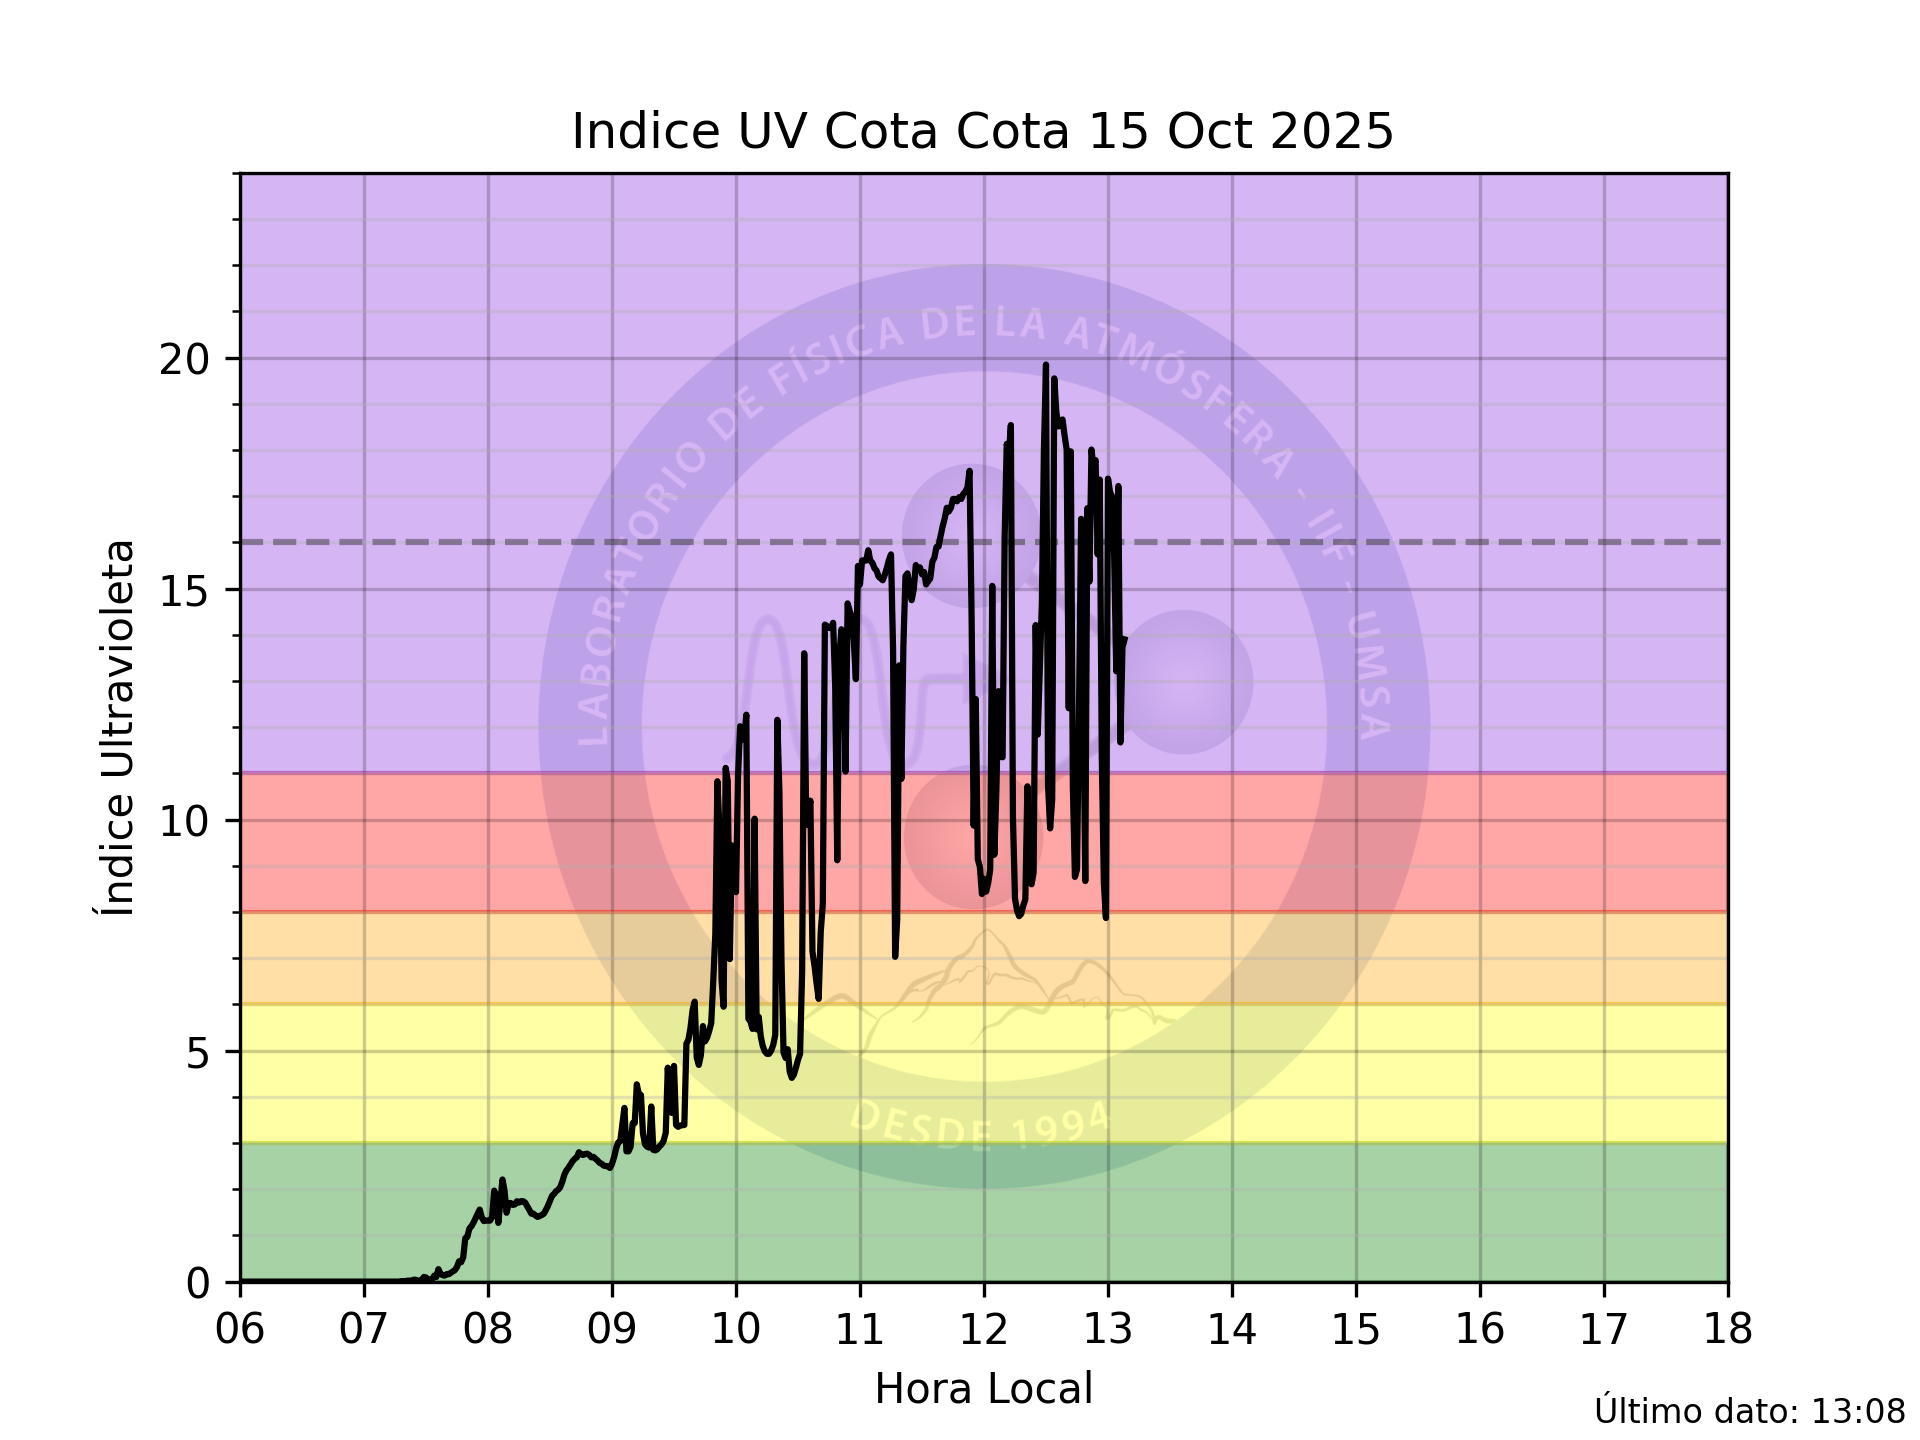 Indice UV Cota Cota 15 Oct 2025
Índice Ultravioleta
20
15
10
5
0
LABORATORIO DE FÍSICA DE LA ATMÓSFERA - IIF - UMSA
DESDE 1994
06 07 08 09 10 11 12 13 14 15 16 17 18
Hora Local
Último dato: 13:08